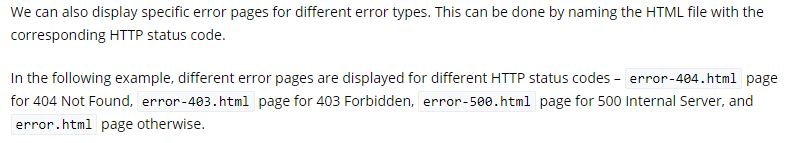 We can also display specific error pages for different error types. This can be done by naming the HTML file with the
corresponding HTTP status code.
In the following example, different error pages are displayed for different HTTP status codes – error-404.html page
for 404 Not Found, error-403.html page for 403 Forbidden, error-500.html page for 500 Internal Server, and
error.html page otherwise.